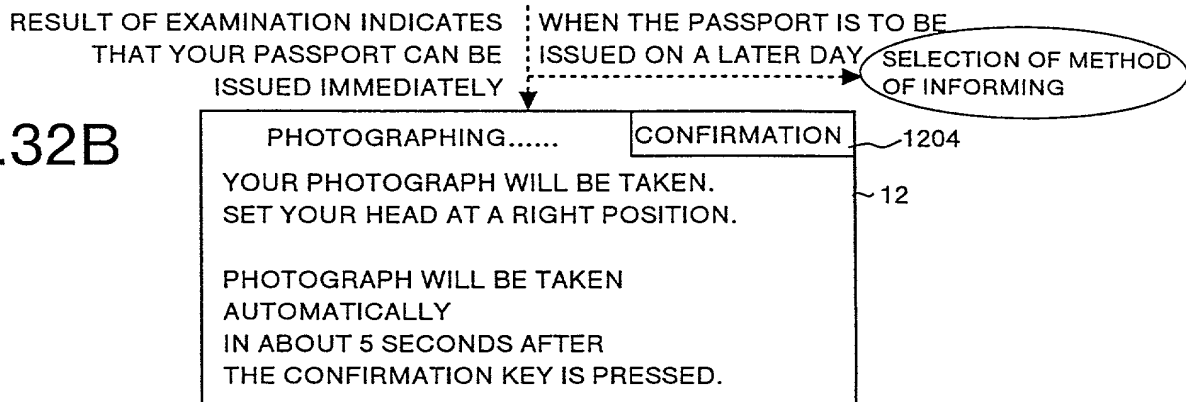 RESULT OF EXAMINATION INDICATES
THAT YOUR PASSPORT CAN BE
ISSUED IMMEDIATELY
WHEN THE PASSPORT IS TO BE
ISSUED ON A LATER DAY
SELECTION OF METHOD
OF INFORMING
.32B
PHOTOGRAPHING......
CONFIRMATION
1204
12
YOUR PHOTOGRAPH WILL BE TAKEN.
SET YOUR HEAD AT A RIGHT POSITION.
PHOTOGRAPH WILL BE TAKEN
AUTOMATICALLY
IN ABOUT 5 SECONDS AFTER
THE CONFIRMATION KEY IS PRESSED.